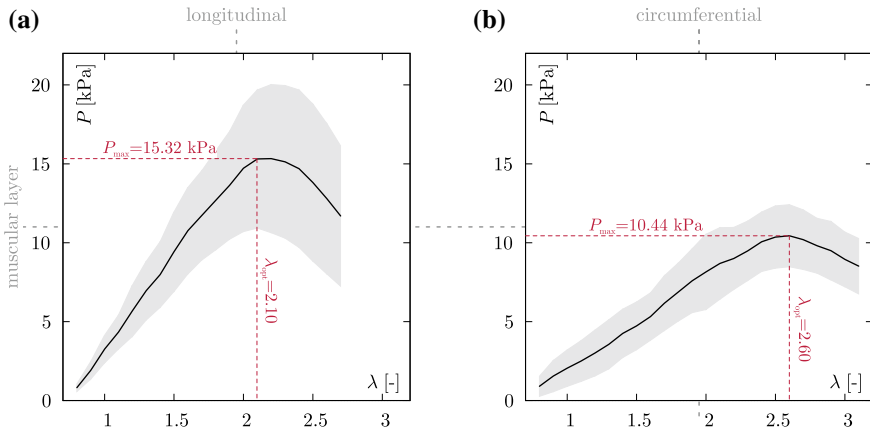 (a)
longitudinal
(b)
circumferential
muscular layer
P [kPa]
20
15
10
5
0
P_max=15.32 kPa
λ_opt=2.10
λ [-]
1
1.5
2
2.5
3
P [kPa]
20
15
10
5
0
P_max=10.44 kPa
λ_opt=2.60
λ [-]
1
1.5
2
2.5
3